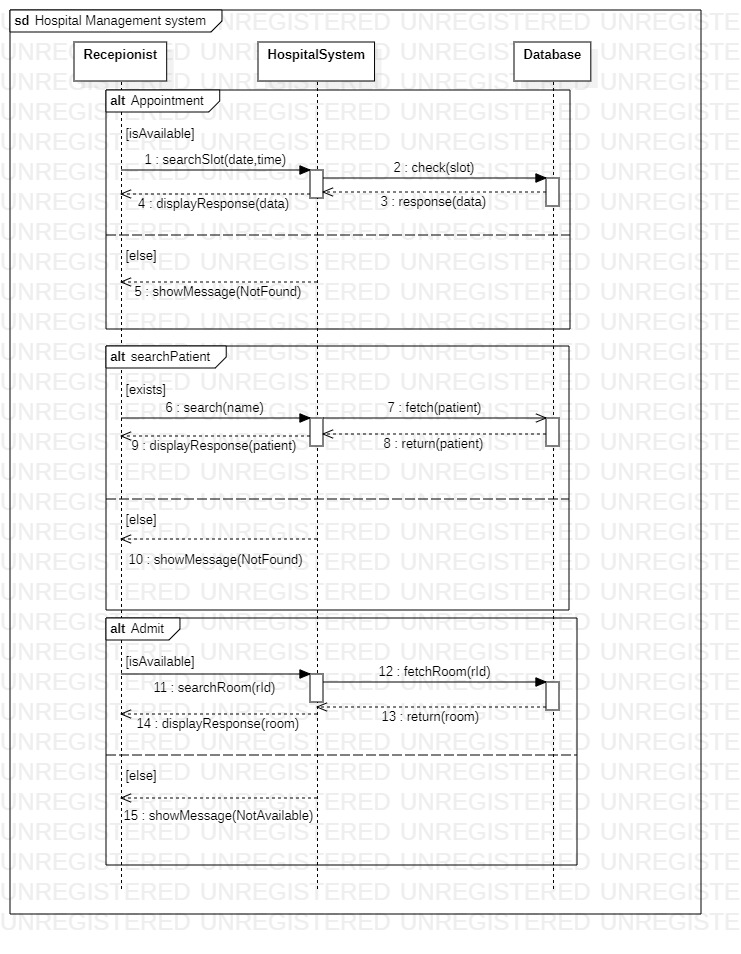 sd Hospital Management system
Recepionist
HospitalSystem
Database
alt Appointment
[isAvailable]
1 : searchSlot(date,time)
2 : check(slot)
3 : response(data)
4 : displayResponse(data)
[else]
5 : showMessage(NotFound)
alt searchPatient
[exists]
6 : search(name)
7 : fetch(patient)
8 : return(patient)
9 : displayResponse(patient)
[else]
10 : showMessage(NotFound)
alt Admit
[isAvailable]
11 : searchRoom(rId)
12 : fetchRoom(rId)
13 : return(room)
14 : displayResponse(room)
[else]
15 : showMessage(NotAvailable)
UNREGISTERED